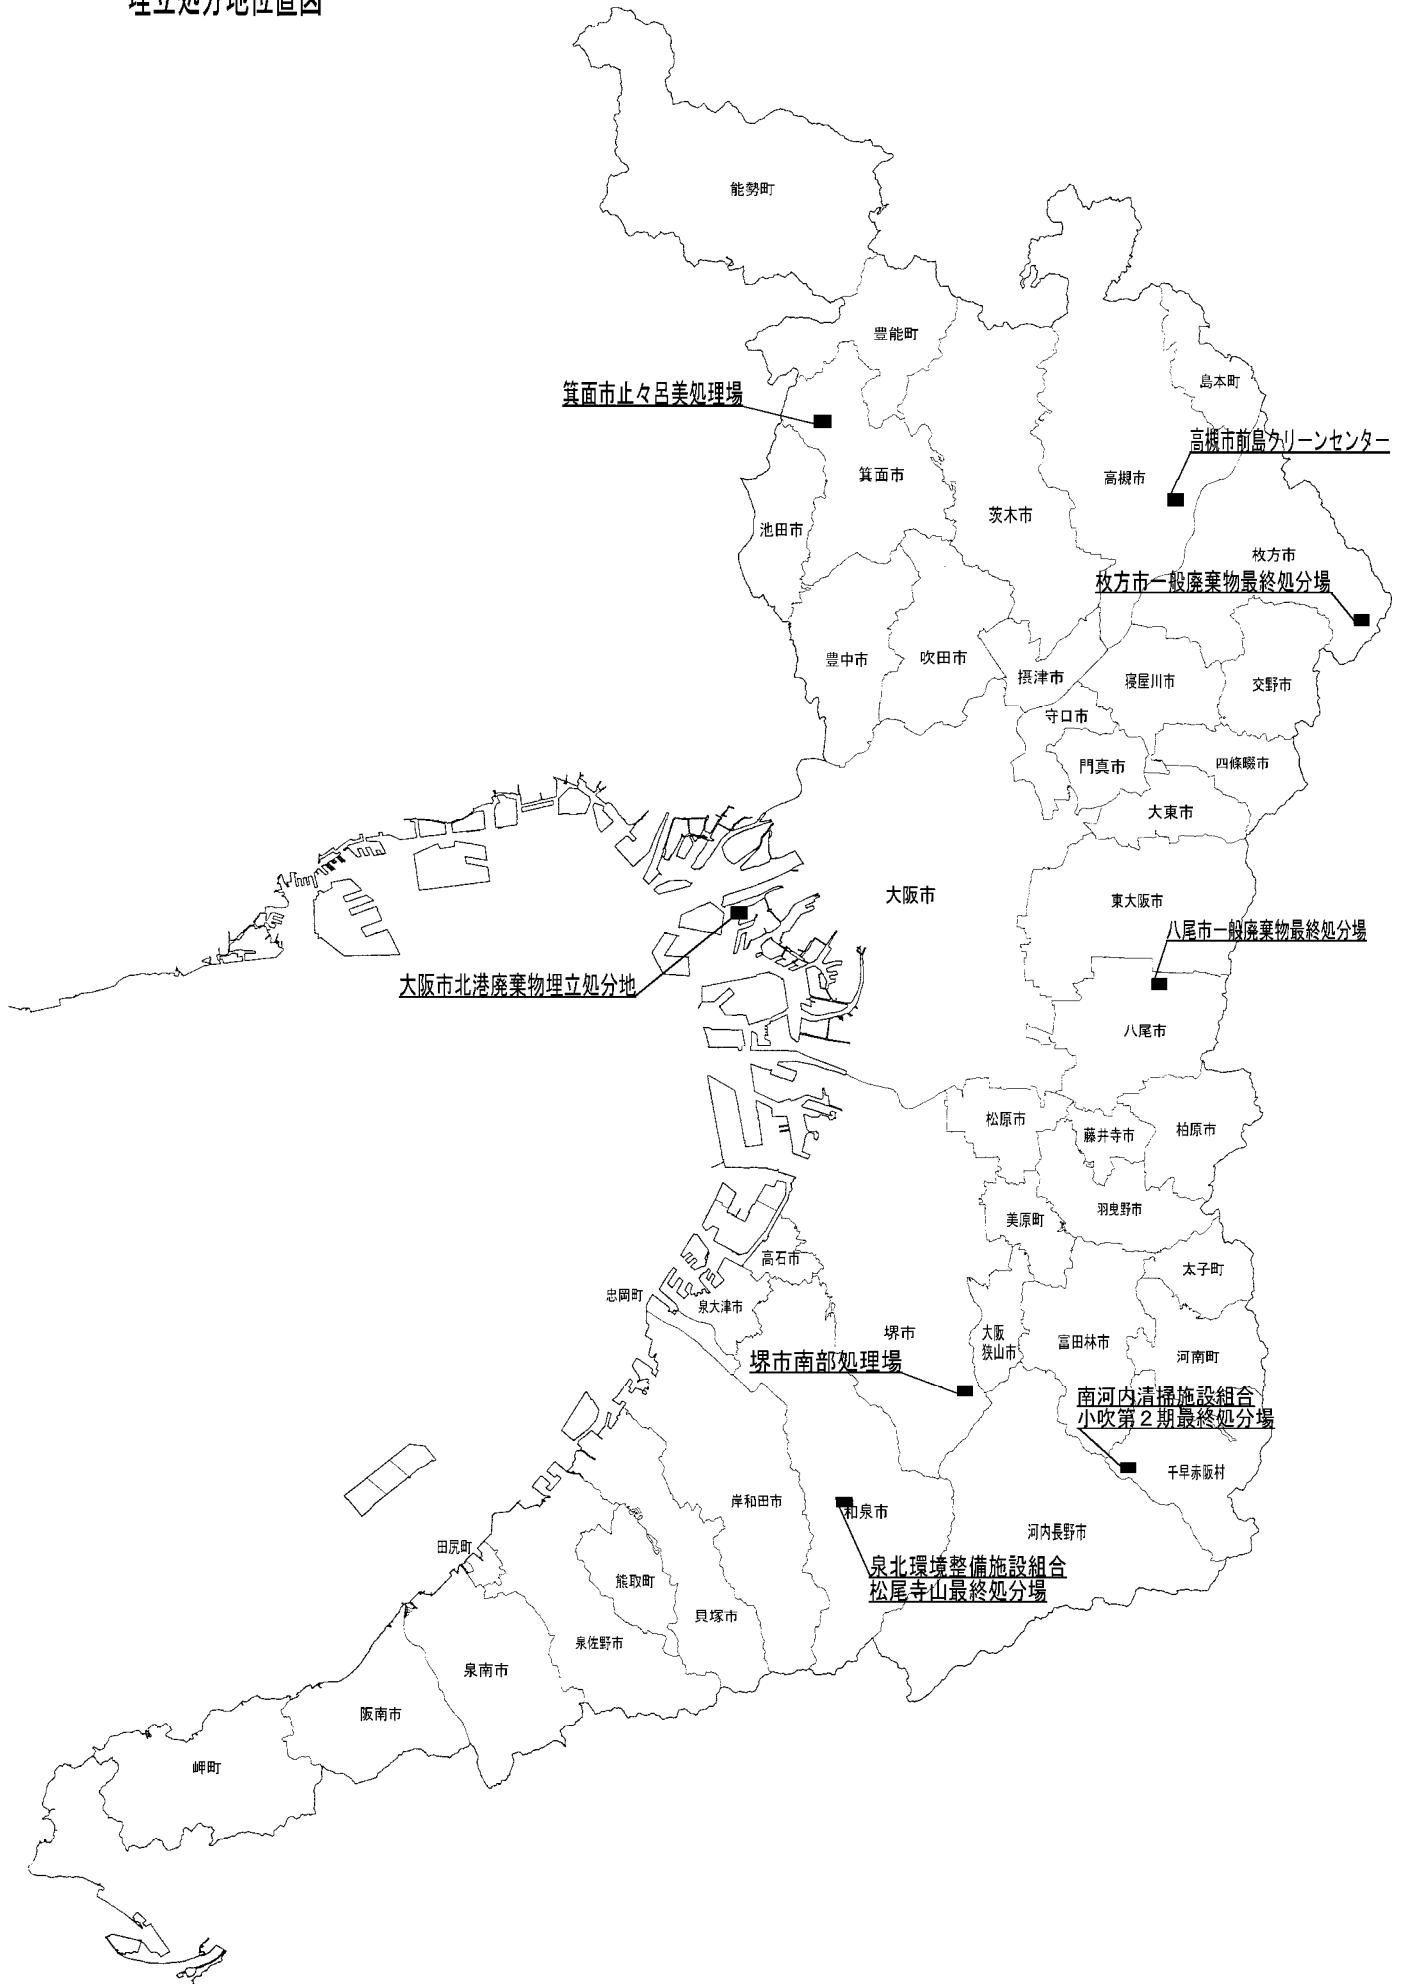 埋立処分地位置図
能勢町
豊能町
島本町
箕面市止々呂美処理場
高槻市前島クリーンセンター
箕面市
高槻市
茨木市
池田市
枚方市
枚方市一般廃棄物最終処分場
豊中市
吹田市
摂津市
寝屋川市
交野市
守口市
門真市
四條畷市
大東市
大阪市
東大阪市
八尾市一般廃棄物最終処分場
大阪市北港廃棄物埋立処分地
八尾市
松原市
藤井寺市
柏原市
羽曳野市
美原町
高石市
太子町
忠岡町
泉大津市
堺市
大阪
狭山市
富田林市
河南町
堺市南部処理場
南河内清掃施設組合
小吹第2期最終処分場
千早赤阪村
岸和田市
和泉市
河内長野市
田尻町
泉北環境整備施設組合
松尾寺山最終処分場
熊取町
貝塚市
泉佐野市
泉南市
阪南市
岬町